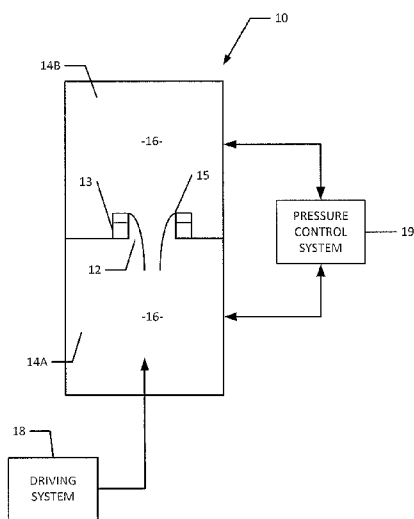 10
14B
-16-
13
15
PRESSURE
CONTROL
SYSTEM
19
12
-16-
14A
18
DRIVING
SYSTEM